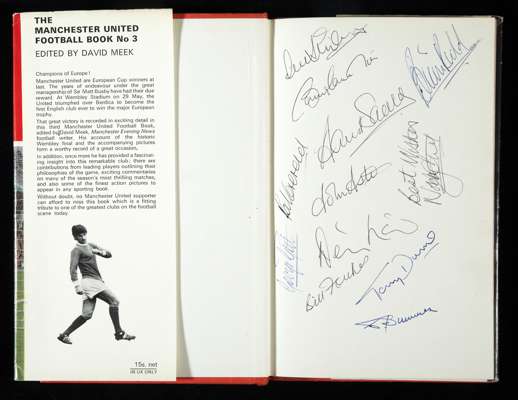 THE
MANCHESTER UNITED
FOOTBALL BOOK No 3
EDITED BY DAVID MEEK
Champions of Europe!
Manchester United are European Cup winners at
last. The years of endeavour under the great
managership of Sir Matt Busby have had their due
reward. At Wembley Stadium on 29 May, the
United triumphed over Benfica to become the
first English club ever to win the major European
trophy.
That great victory is recorded in exciting detail in
this third Manchester United Football Book,
edited by David Meek, Manchester Evening News
football writer. His account of the historic
Wembley final and the accompanying pictures
form a worthy record of a great occasion.
In addition, once more he has provided a fascinat-
ing insight into this remarkable club; there are
contributions from leading players outlining their
philosophies of the game, exciting commentaries
on many of the season's most thrilling matches,
and also some of the finest action pictures to
appear in any sporting book.
Without doubt, no Manchester United supporter
can afford to miss this book which is a fitting
tribute to one of the greatest clubs on the football
scene today.
15s. net
IN UK ONLY
David Sadler
Brian Kidd
John Aston
Best Wishes
Denis Law
Bill Foulkes
Tony Dunne